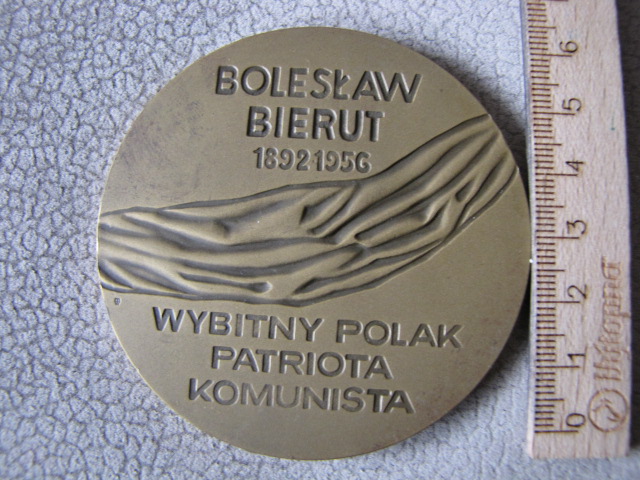 BOLESŁAW
BIERUT
1892-1956
WYBITNY POLAK
PATRIOTA
KOMUNISTA
0 1 2 3 4 5 6